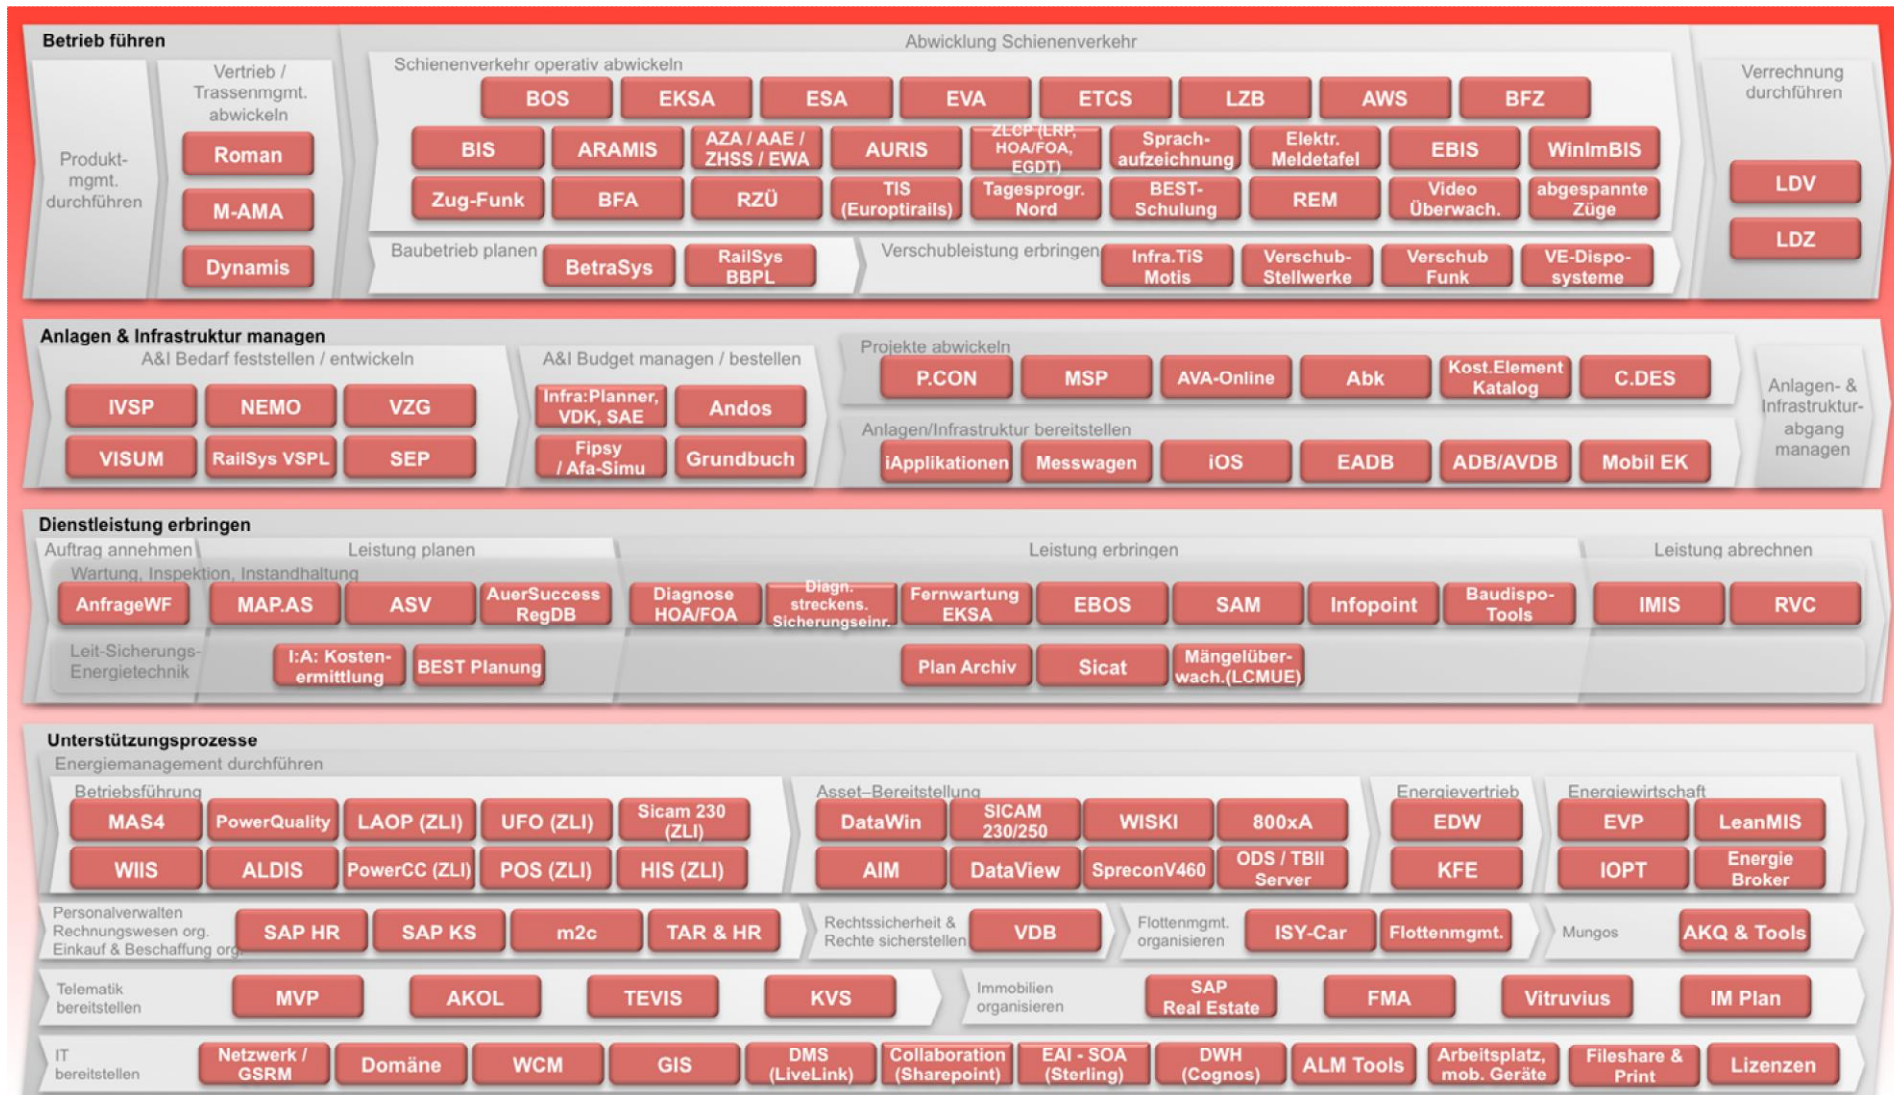 Betrieb führen
Abwicklung Schienenverkehr
Produkt-
mgmt.
durchführen
Vertrieb /
Trassenmgmt.
abwickeln
Roman
M-AMA
Dynamis
Schienenverkehr operativ abwickeln
BOS
EKSA
ESA
EVA
ETCS
LZB
AWS
BFZ
BIS
ARAMIS
AZA / AAE /
ZHSS / EWA
AURIS
ZLCP (LRP,
HOA/FOA,
EGDT)
Sprach-
aufzeichnung
Elektr.
Meldetafel
EBIS
WinImBIS
Zug-Funk
BFA
RZÜ
TIS
(Europtirails)
Tagesprogr.
Nord
BEST-
Schulung
REM
Video
Überwach.
abgespannte
Züge
Baubetrieb planen
BetraSys
RailSys
BBPL
Verschubleistung erbringen
Infra.TiS
Motis
Verschub-
Stellwerke
Verschub
Funk
VE-Dispo-
systeme
Verrechnung
durchführen
LDV
LDZ
Anlagen & Infrastruktur managen
A&I Bedarf feststellen / entwickeln
IVSP
NEMO
VZG
VISUM
RailSys VSPL
SEP
A&I Budget managen / bestellen
Infra:Planner,
VDK, SAE
Andos
Fipsy
/ Afa-Simu
Grundbuch
Projekte abwickeln
P.CON
MSP
AVA-Online
Abk
Kost.Element
Katalog
C.DES
Anlagen/Infrastruktur bereitstellen
iApplikationen
Messwagen
iOS
EADB
ADB/AVDB
Mobil EK
Anlagen- &
Infrastruktur-
abgang
managen
Dienstleistung erbringen
Auftrag annehmen
Leistung planen
Leistung erbringen
Leistung abrechnen
Wartung, Inspektion, Instandhaltung
AnfrageWF
MAP.AS
ASV
AuerSuccess
RegDB
Diagnose
HOA/FOA
Diagn.
streckens.
Sicherungseinr.
Fernwartung
EKSA
EBOS
SAM
Infopoint
Baudispo-
Tools
IMIS
RVC
Leit-Sicherungs-
Energietechnik
I:A: Kosten-
ermittlung
BEST Planung
Plan Archiv
Sicat
Mängelüber-
wach.(LCMUE)
Unterstützungsprozesse
Energiemanagement durchführen
Betriebsführung
MAS4
PowerQuality
LAOP (ZLI)
UFO (ZLI)
Sicam 230
(ZLI)
WIIS
ALDIS
PowerCC (ZLI)
POS (ZLI)
HIS (ZLI)
Asset–Bereitstellung
DataWin
SICAM
230/250
WISKI
800xA
AIM
DataView
SpreconV460
ODS / TBII
Server
Energievertrieb
EDW
KFE
Energiewirtschaft
EVP
LeanMIS
IOPT
Energie
Broker
Personalverwalten
Rechnungswesen org.
Einkauf & Beschaffung org.
SAP HR
SAP KS
m2c
TAR & HR
Rechtssicherheit &
Rechte sicherstellen
VDB
Flottenmgmt.
organisieren
ISY-Car
Flottenmgmt.
Mungos
AKQ & Tools
Telematik
bereitstellen
MVP
AKOL
TEVIS
KVS
Immobilien
organisieren
SAP
Real Estate
FMA
Vitruvius
IM Plan
IT
bereitstellen
Netzwerk /
GSRM
Domäne
WCM
GIS
DMS
(LiveLink)
Collaboration
(Sharepoint)
EAI - SOA
(Sterling)
DWH
(Cognos)
ALM Tools
Arbeitsplatz,
mob. Geräte
Fileshare &
Print
Lizenzen